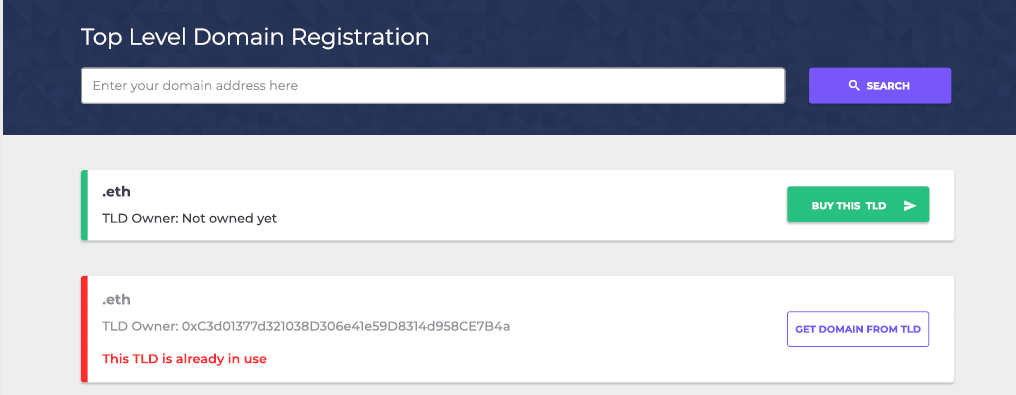 Top Level Domain Registration
Enter your domain address here
SEARCH
.eth
TLD Owner: Not owned yet
BUY THIS TLD
.eth
TLD Owner: 0xC3d01377d321038D306e41e59D8314d958CE7B4a
GET DOMAIN FROM TLD
This TLD is already in use